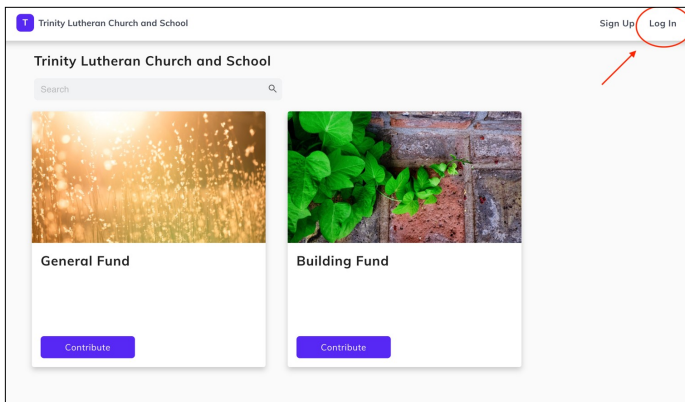 T Trinity Lutheran Church and School
Sign Up Log In
Trinity Lutheran Church and School
Search
General Fund
Building Fund
Contribute
Contribute